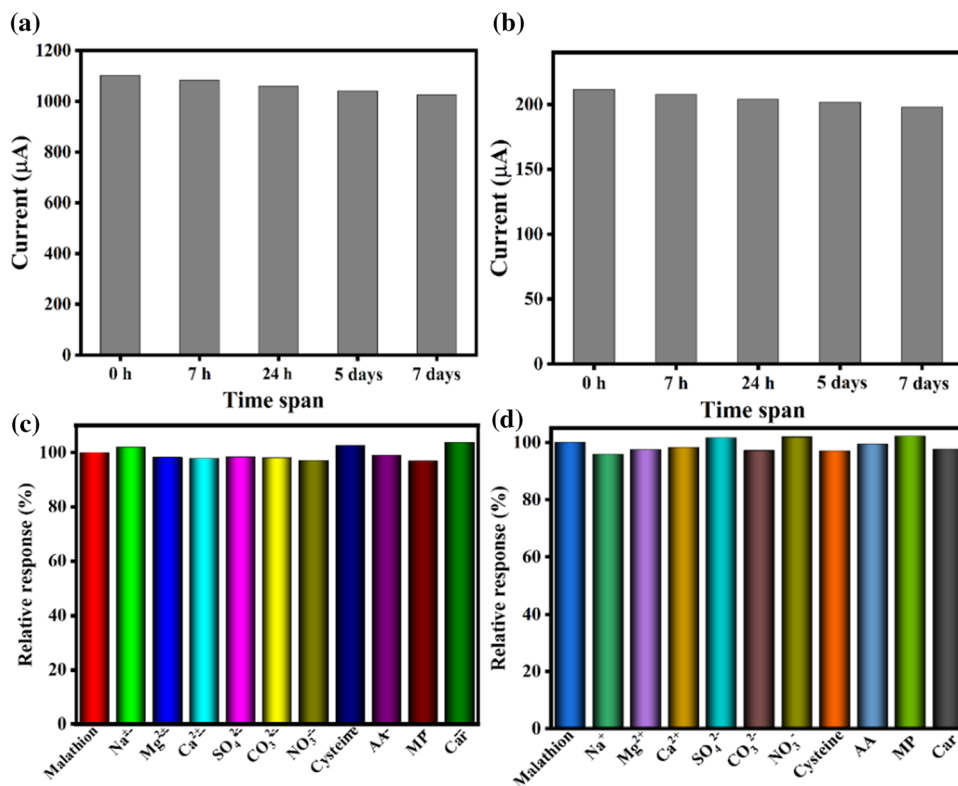 (a)
1200
1000
800
600
400
200
0
Current (μA)
0 h 7 h 24 h 5 days 7 days
Time span
(b)
200
150
100
50
0
Current (μA)
0 h 7 h 24 h 5 days 7 days
Time span
(c)
100
80
60
40
20
0
Relative response (%)
Malathion Na⁺ Mg²⁺ Ca²⁺ SO₄²⁻ CO₃²⁻ NO₃⁻ Cysteine AA MP Car
(d)
100
80
60
40
20
0
Relative response (%)
Malathion Na⁺ Mg²⁺ Ca²⁺ SO₄²⁻ CO₃²⁻ NO₃⁻ Cysteine AA MP Car